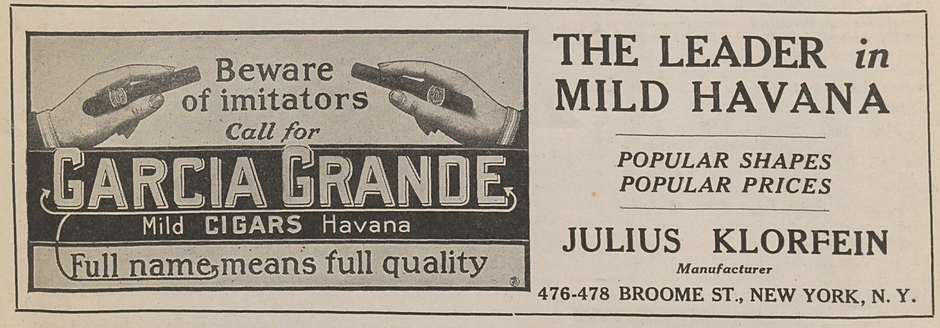 Beware
of imitators
Call for
GARCIA GRANDE
Mild CIGARS Havana
Full name, means full quality
THE LEADER in
MILD HAVANA
POPULAR SHAPES
POPULAR PRICES
JULIUS KLORFEIN
Manufacturer
476-478 BROOME ST., NEW YORK, N. Y.